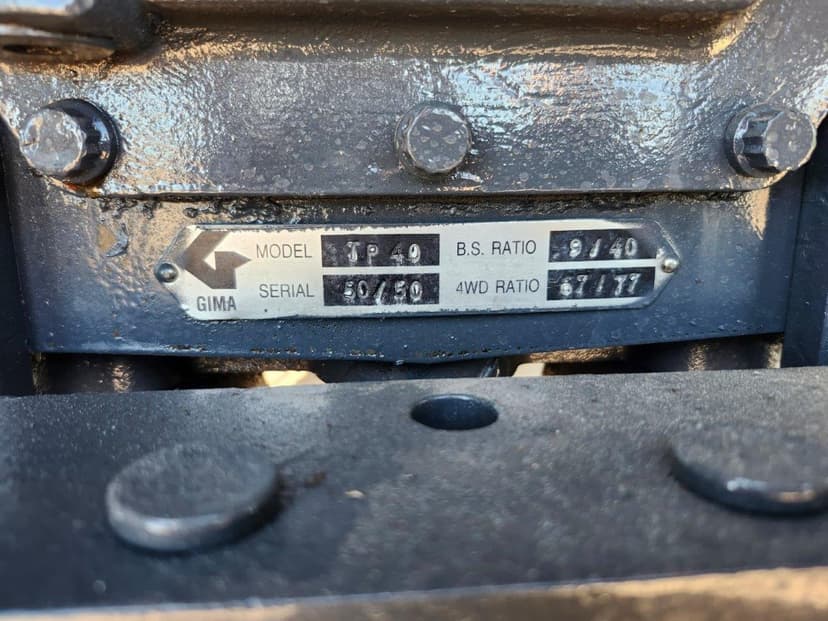 MODEL TP 40 B.S. RATIO 9/40
GIMA SERIAL 50/50 4WD RATIO 67/77